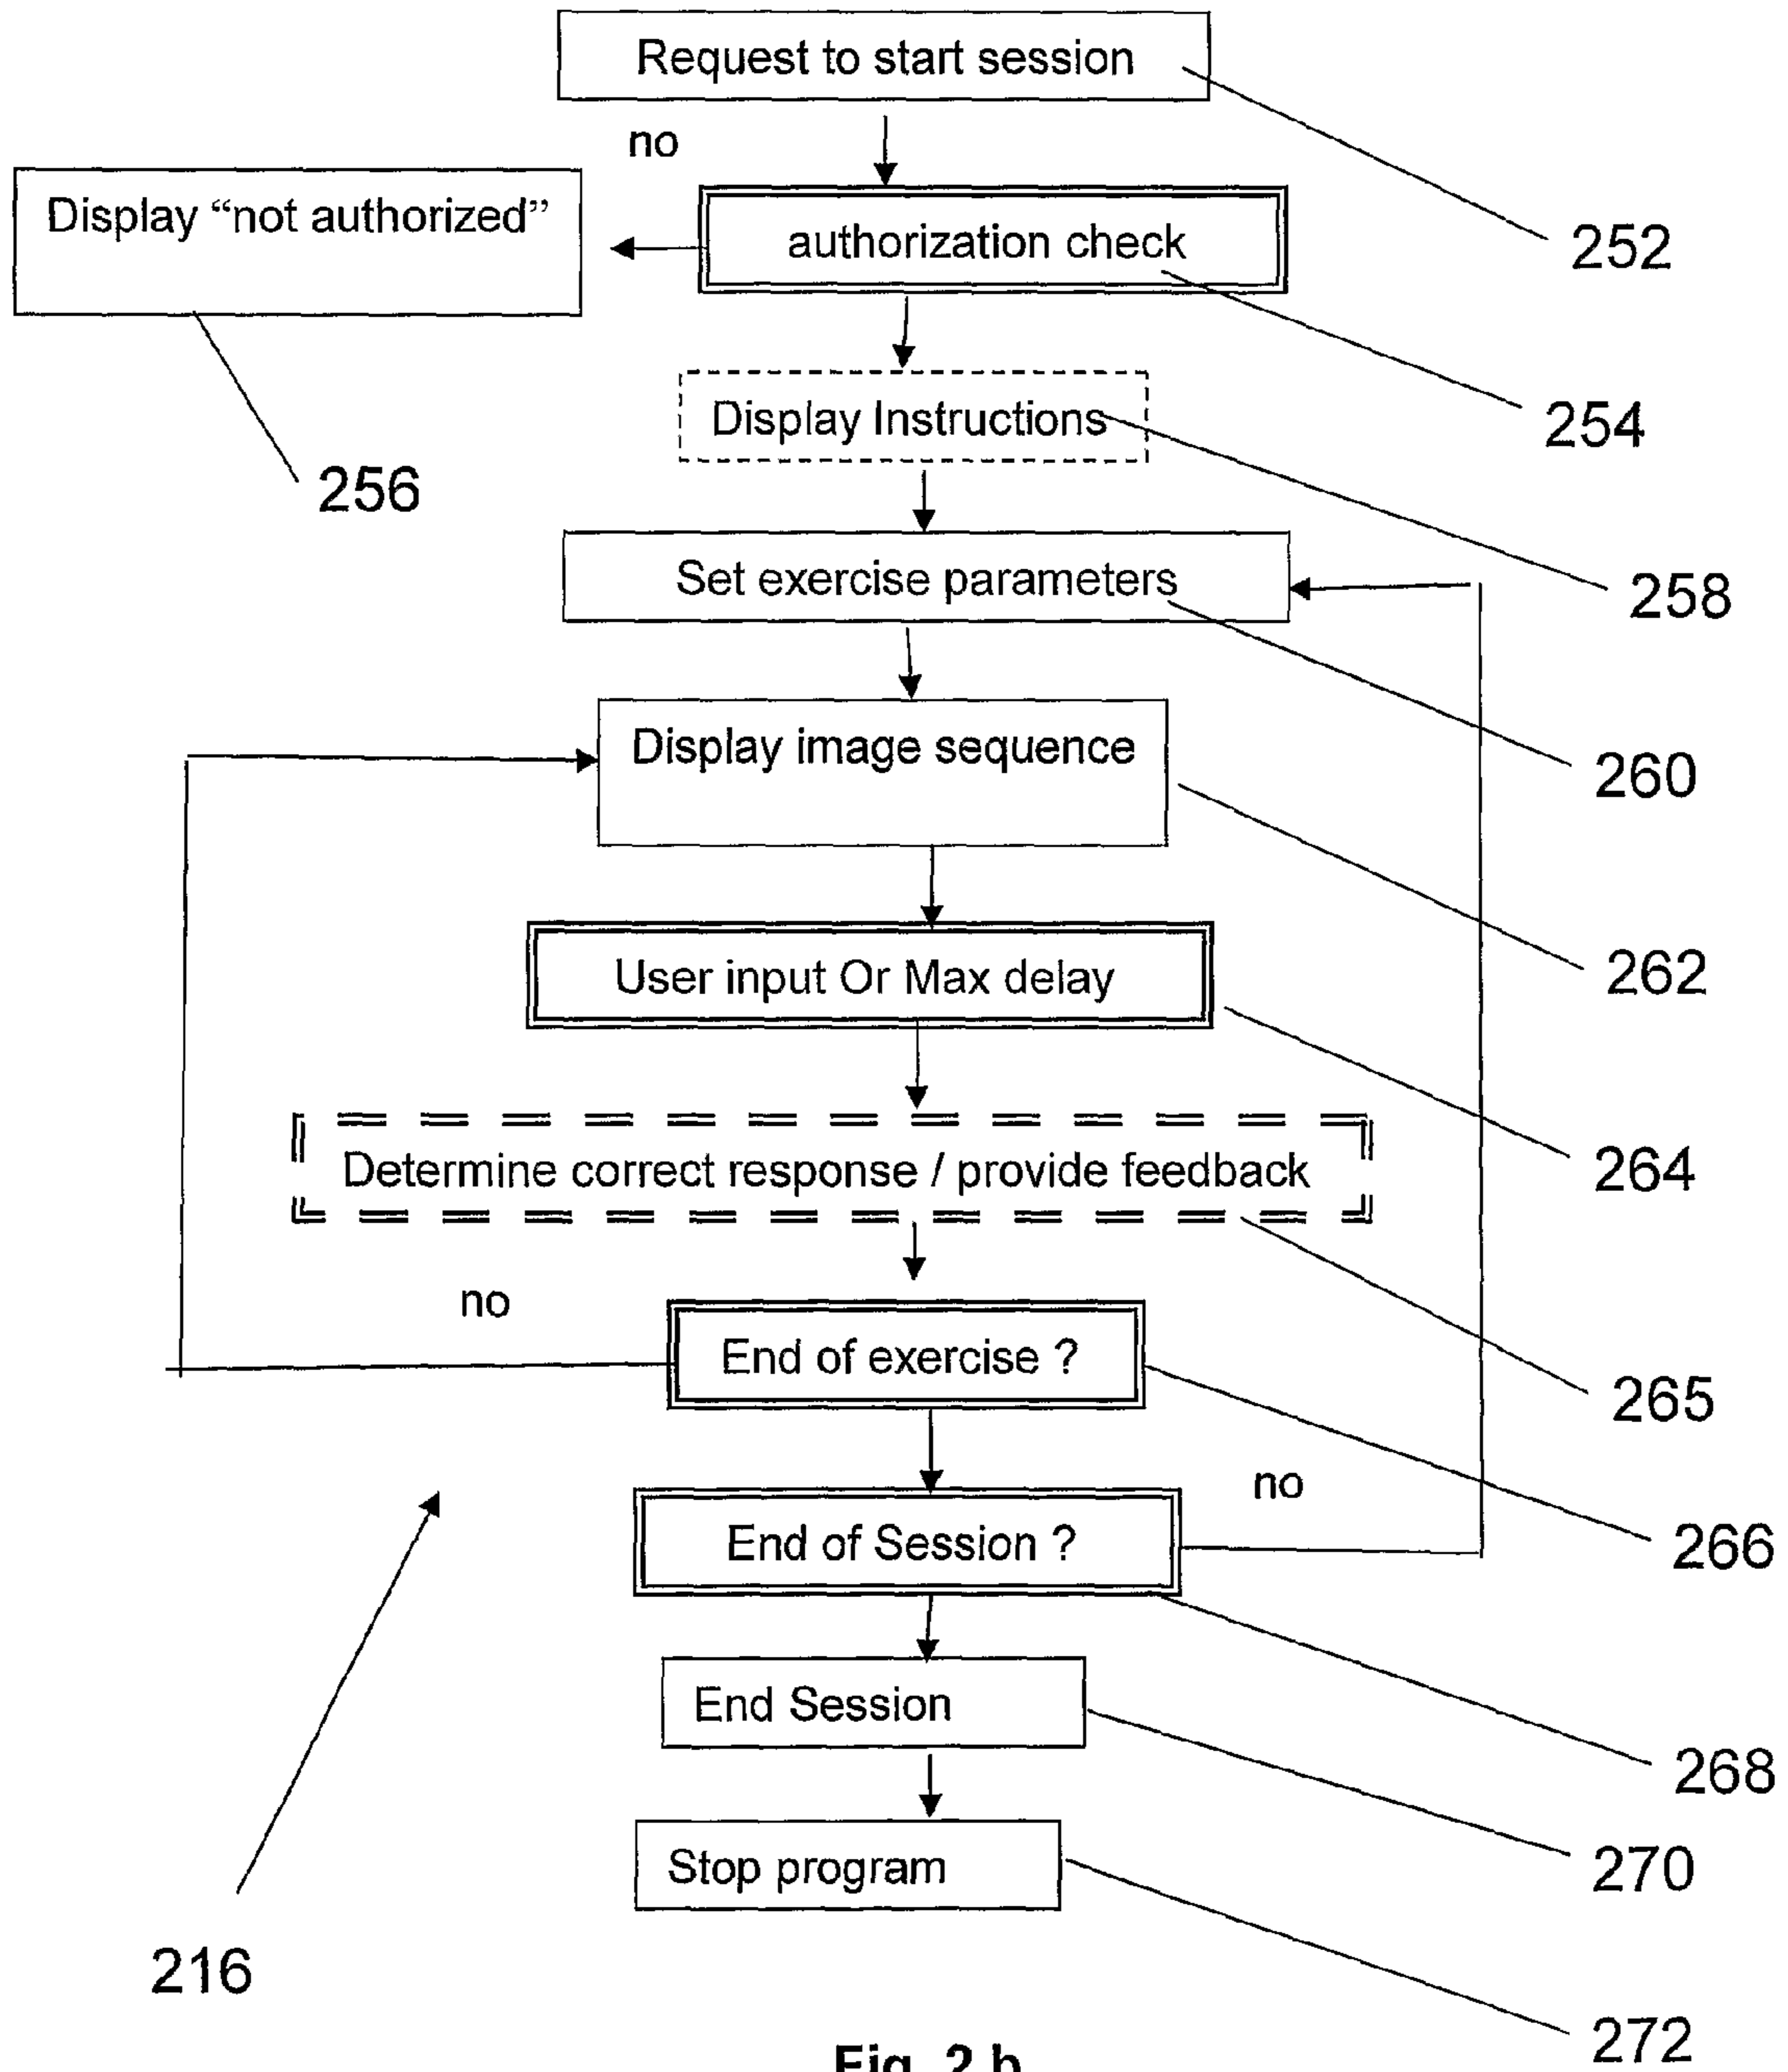 Request to start session
no
Display “not authorized”
authorization check
252
254
Display Instructions
256
Set exercise parameters
258
Display image sequence
260
User input Or Max delay
262
Determine correct response / provide feedback
264
no
End of exercise ?
265
no
End of Session ?
266
End Session
268
Stop program
270
216
272
Fig. 2 b